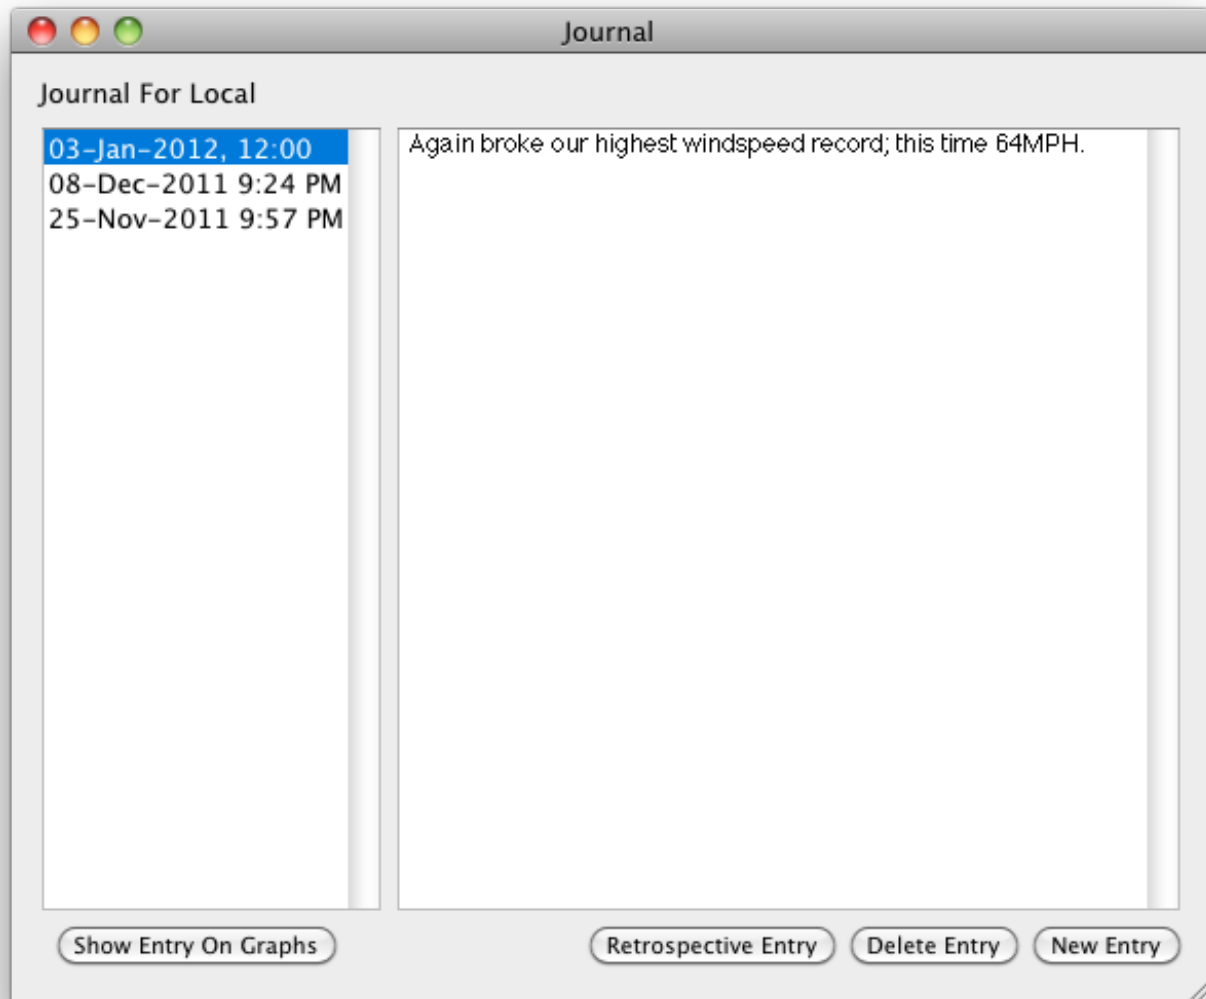 Journal
Journal For Local
03-Jan-2012, 12:00
08-Dec-2011 9:24 PM
25-Nov-2011 9:57 PM
Again broke our highest windspeed record; this time 64MPH.
Show Entry On Graphs
Retrospective Entry
Delete Entry
New Entry